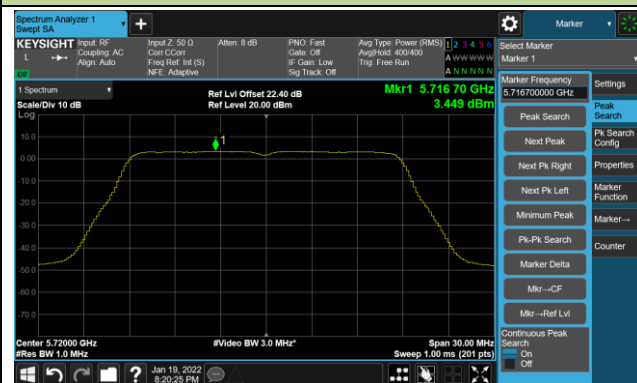 Spectrum Analyzer 1
Swept SA
Marker
KEYSIGHT Input: RF Input Z: 50 Ω Atten: 8 dB PNO: Fast Avg Type: Power (RMS) 1 2 3 4 5 6
L Coupling: AC Corr CCorr Gate: Off Avg|Hold: 400/400 A W W W W W
Align: Auto Freq Ref: Int (S) IF Gain: Low Trig: Free Run
NFE: Adaptive Sig Track: Off A N N N N N
Select Marker
Marker 1
1 Spectrum
Scale/Div 10 dB
Log
Ref Lvl Offset 22.40 dB
Ref Level 20.00 dBm
Mkr1 5.716 70 GHz
3.449 dBm
10.0
0.00
-10.0
-20.0
-30.0
-40.0
-50.0
-60.0
-70.0
1
Center 5.72000 GHz
#Res BW 1.0 MHz
#Video BW 3.0 MHz*
Span 30.00 MHz
Sweep 1.00 ms (201 pts)
Jan 19, 2022
8:20:25 PM
Marker Frequency
5.716700000 GHz
Peak Search
Next Peak
Next Pk Right
Next Pk Left
Minimum Peak
Pk-Pk Search
Marker Delta
Mkr→CF
Mkr→Ref Lvl
Continuous Peak
Search
On
Off
Settings
Peak
Search
Pk Search
Config
Properties
Marker
Function
Marker→
Counter